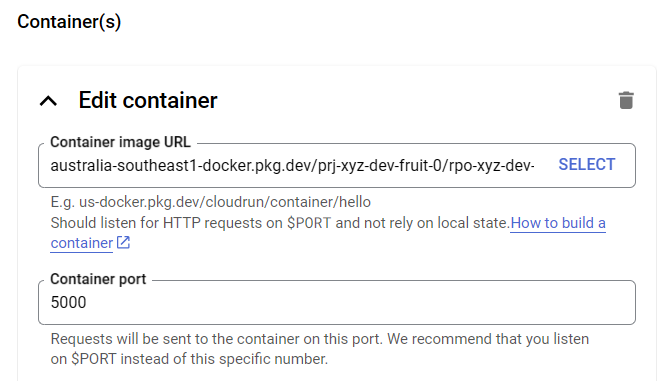 Container(s)
Edit container
Container image URL
australia-southeast1-docker.pkg.dev/prj-xyz-dev-fruit-0/rpo-xyz-dev-
SELECT
E.g. us-docker.pkg.dev/cloudrun/container/hello
Should listen for HTTP requests on $PORT and not rely on local state.How to build a
container
Container port
5000
Requests will be sent to the container on this port. We recommend that you listen
on $PORT instead of this specific number.